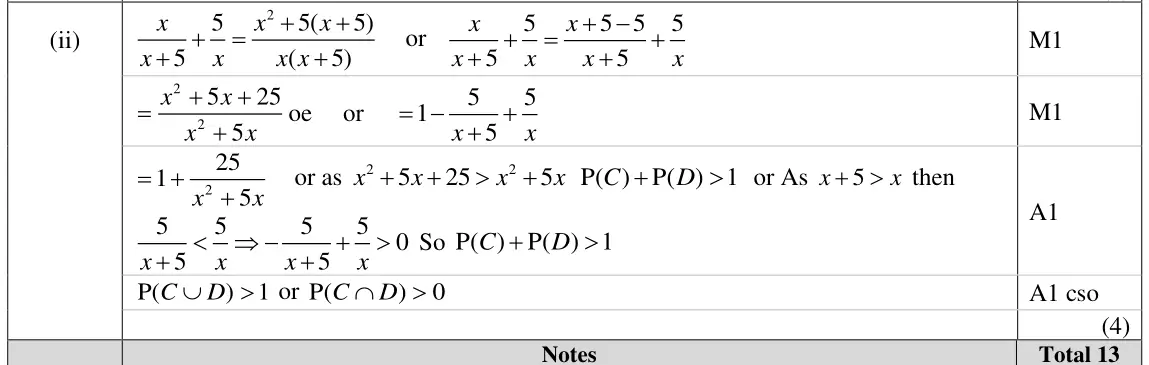 (ii) x/(x+5) + 5/x = (x² + 5(x+5))/(x(x+5)) or x/(x+5) + 5/x = (x+5−5)/(x+5) + 5/x M1
= (x² + 5x + 25)/(x² + 5x) oe or = 1 − 5/(x+5) + 5/x M1
= 1 + 25/(x² + 5x) or as x² + 5x + 25 > x² + 5x P(C) + P(D) > 1 or As x + 5 > x then
5/(x+5) < 5/x ⇒ − 5/(x+5) + 5/x > 0 So P(C) + P(D) > 1 A1
P(C ∪ D) > 1 or P(C ∩ D) > 0 A1 cso
(4)
Notes Total 13